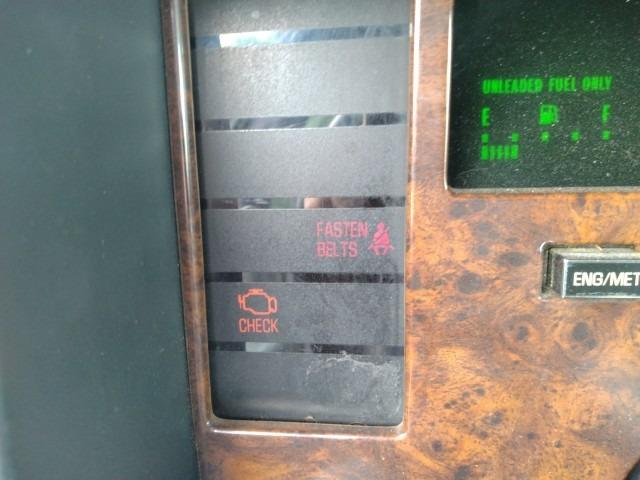 UNLEADED FUEL ONLY
E F
FASTEN
BELTS
ENG/MET
CHECK